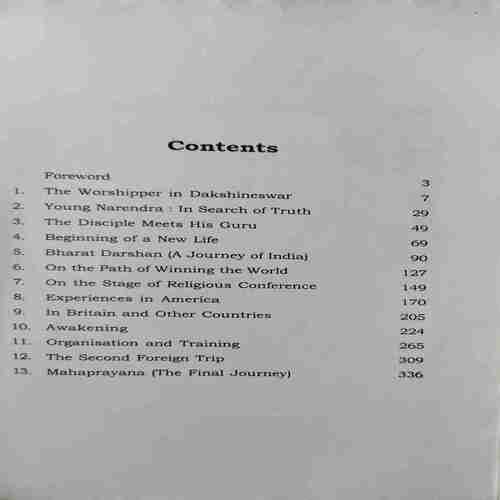 Contents
Foreword 3
1. The Worshipper in Dakshineswar 7
2. Young Narendra : In Search of Truth 29
3. The Disciple Meets His Guru 49
4. Beginning of a New Life 69
5. Bharat Darshan (A Journey of India) 90
6. On the Path of Winning the World 127
7. On the Stage of Religious Conference 149
8. Experiences in America 170
9. In Britain and Other Countries 205
10. Awakening 224
11. Organisation and Training 265
12. The Second Foreign Trip 309
13. Mahaprayana (The Final Journey) 336